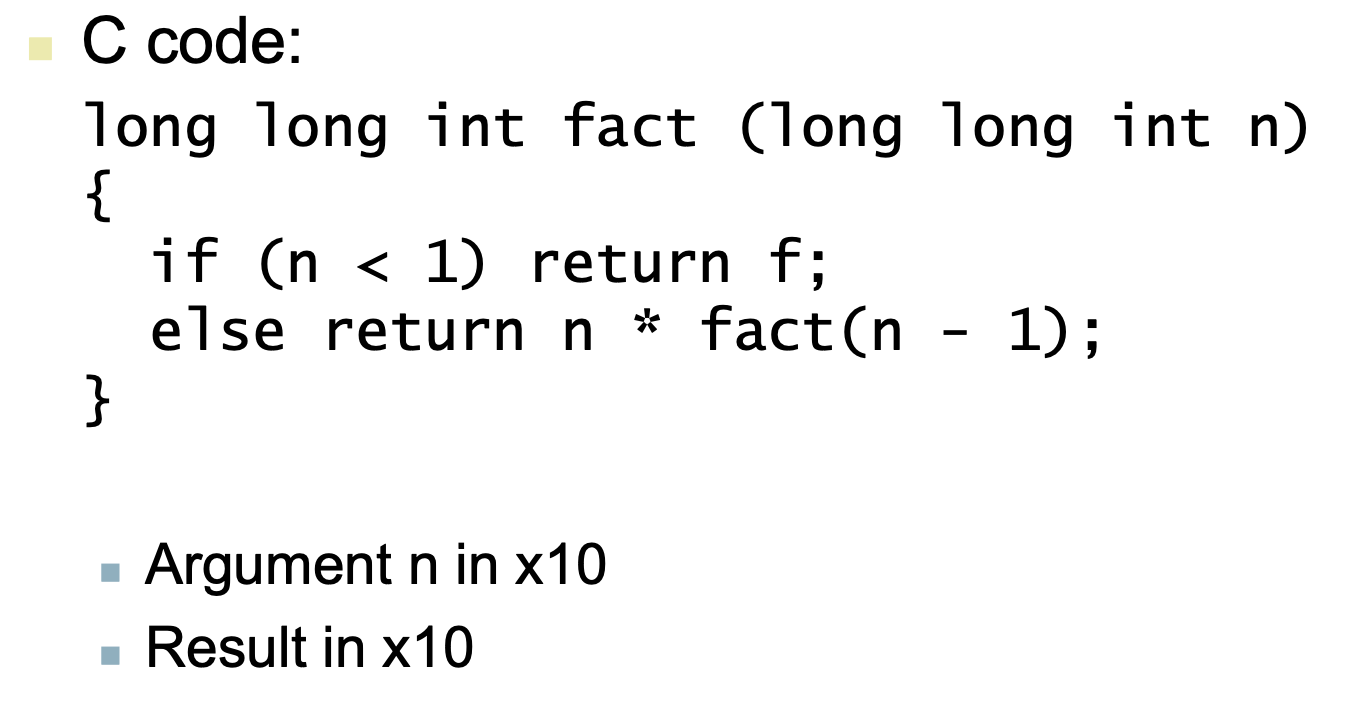 C code:
long long int fact (long long int n)
{
if (n < 1) return f;
else return n * fact(n - 1);
}
Argument n in x10
Result in x10